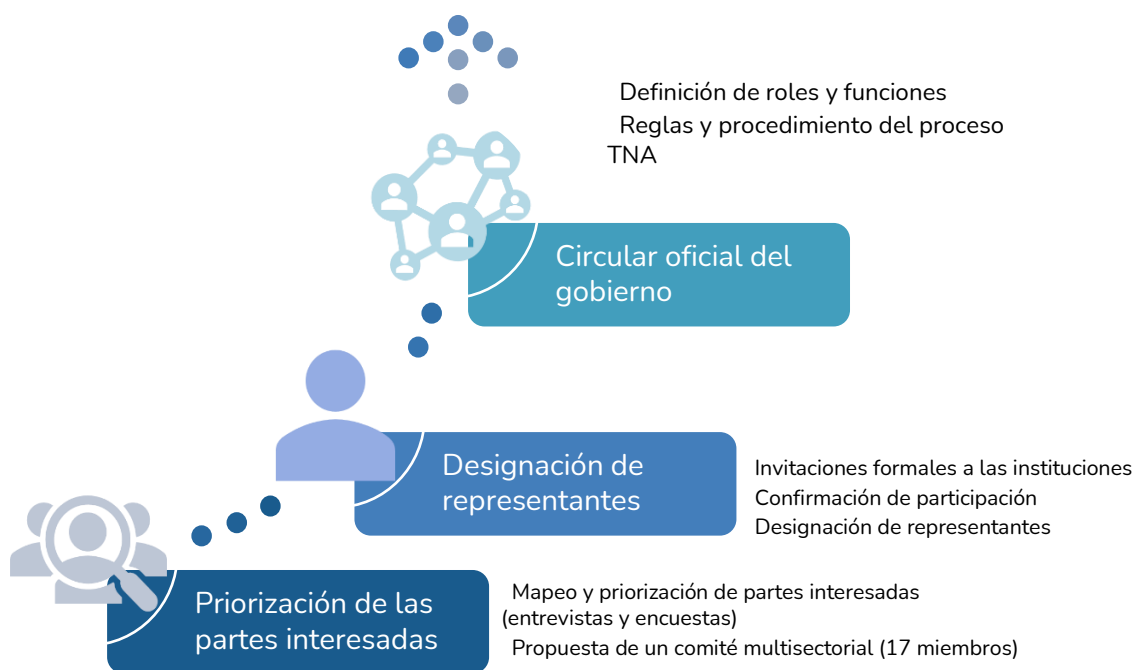 Definición de roles y funciones
Reglas y procedimiento del proceso
TNA
Circular oficial del
gobierno
Designación de
representantes
Invitaciones formales a las instituciones
Confirmación de participación
Designación de representantes
Priorización de las
partes interesadas
Mapeo y priorización de partes interesadas
(entrevistas y encuestas)
Propuesta de un comité multisectorial (17 miembros)